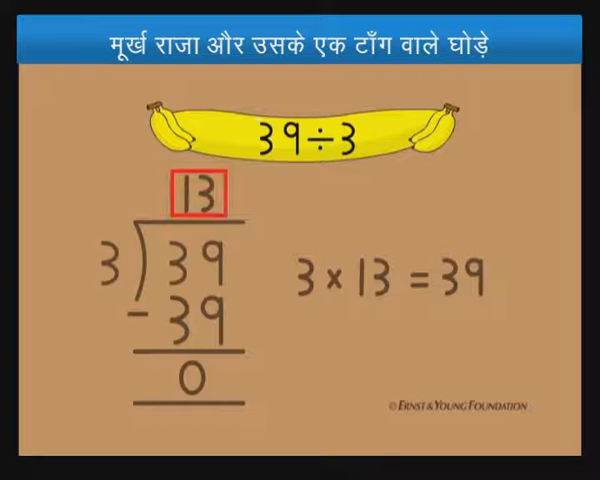 मूर्ख राजा और उसके एक टाँग वाले घोड़े
39÷3
13
3 ) 39
3 × 13 = 39
- 39
0
© ERNST & YOUNG FOUNDATION